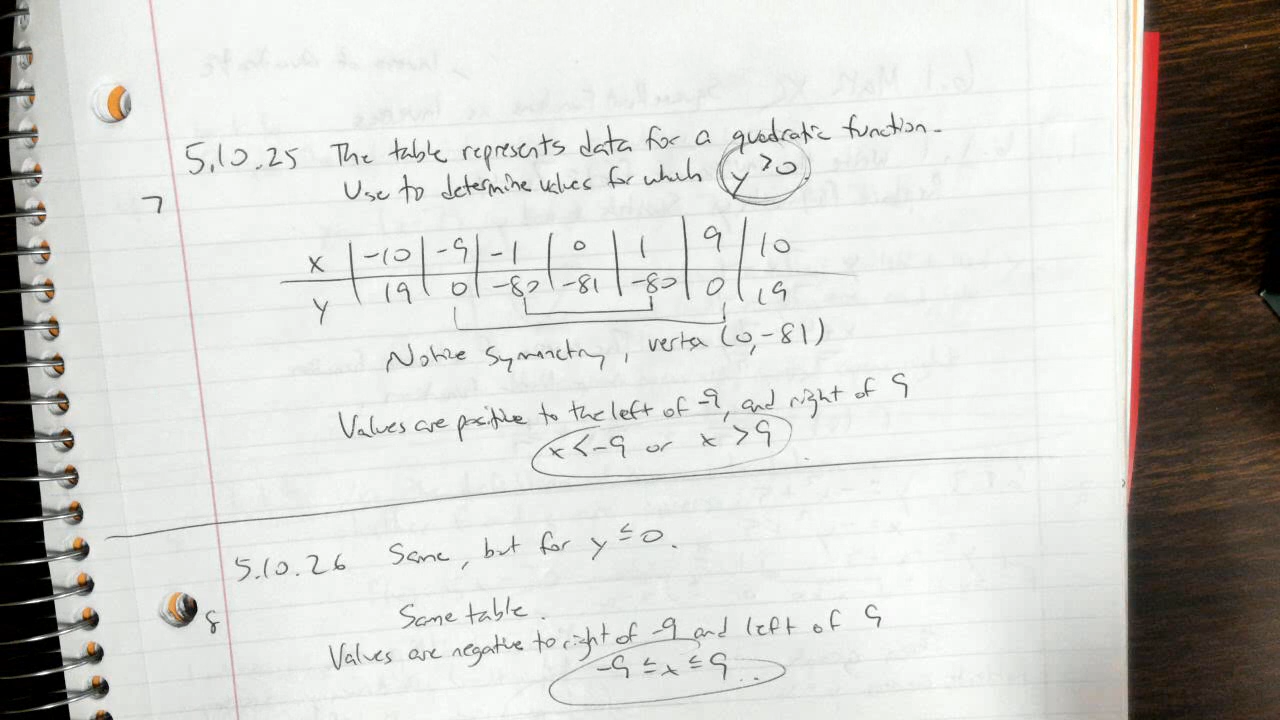 5.10.25 The table represents data for a quadratic function.
7 Use to determine values for which y > 0.
x | -10 | -9 | -1 | 0 | 1 | 9 | 10
y | 19 | 0 | -80 | -81 | -80 | 0 | 19
Notice symmetry, vertex (0, -81)
Values are positive to the left of -9, and right of 9
x < -9 or x > 9
5.10.26 Same, but for y ≤ 0.
8 Same table.
Values are negative to right of -9 and left of 9
-9 ≤ x ≤ 9